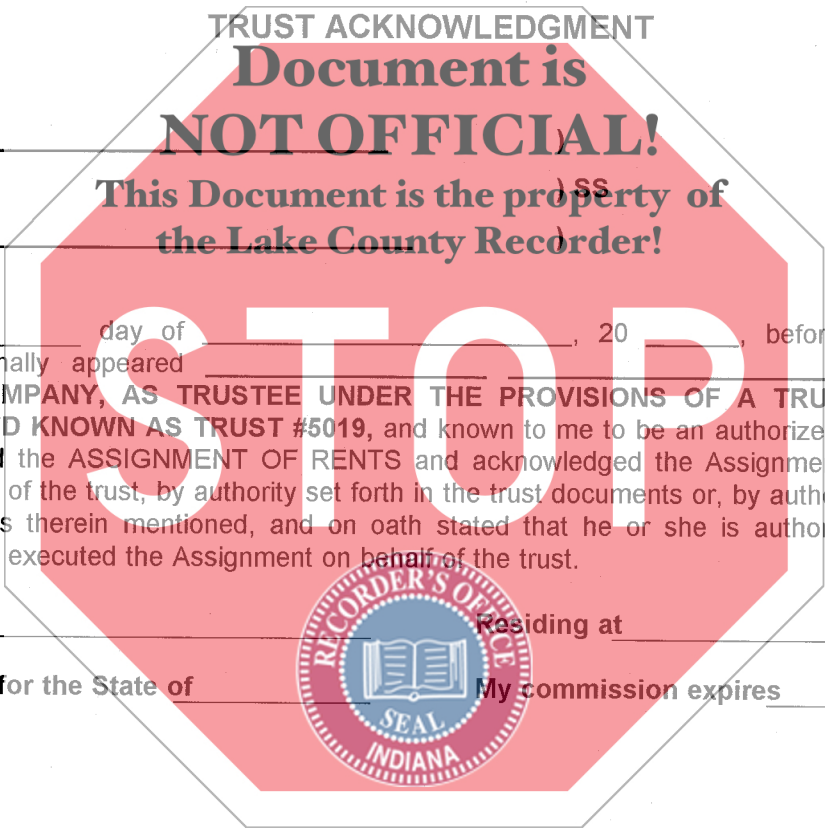 TRUST ACKNOWLEDGMENT
Document is
NOT OFFICIAL!
)
This Document is the property of
) SS
the Lake County Recorder!
)
STOP
day of , 20 , befor
nally appeared
MPANY, AS TRUSTEE UNDER THE PROVISIONS OF A TRU
D KNOWN AS TRUST #5019, and known to me to be an authorize
the ASSIGNMENT OF RENTS and acknowledged the Assignme
of the trust, by authority set forth in the trust documents or, by autho
s therein mentioned, and on oath stated that he or she is author
executed the Assignment on behalf of the trust.
RECORDER'S OFFICE
Residing at
for the State of
My commission expires
SEAL
INDIANA